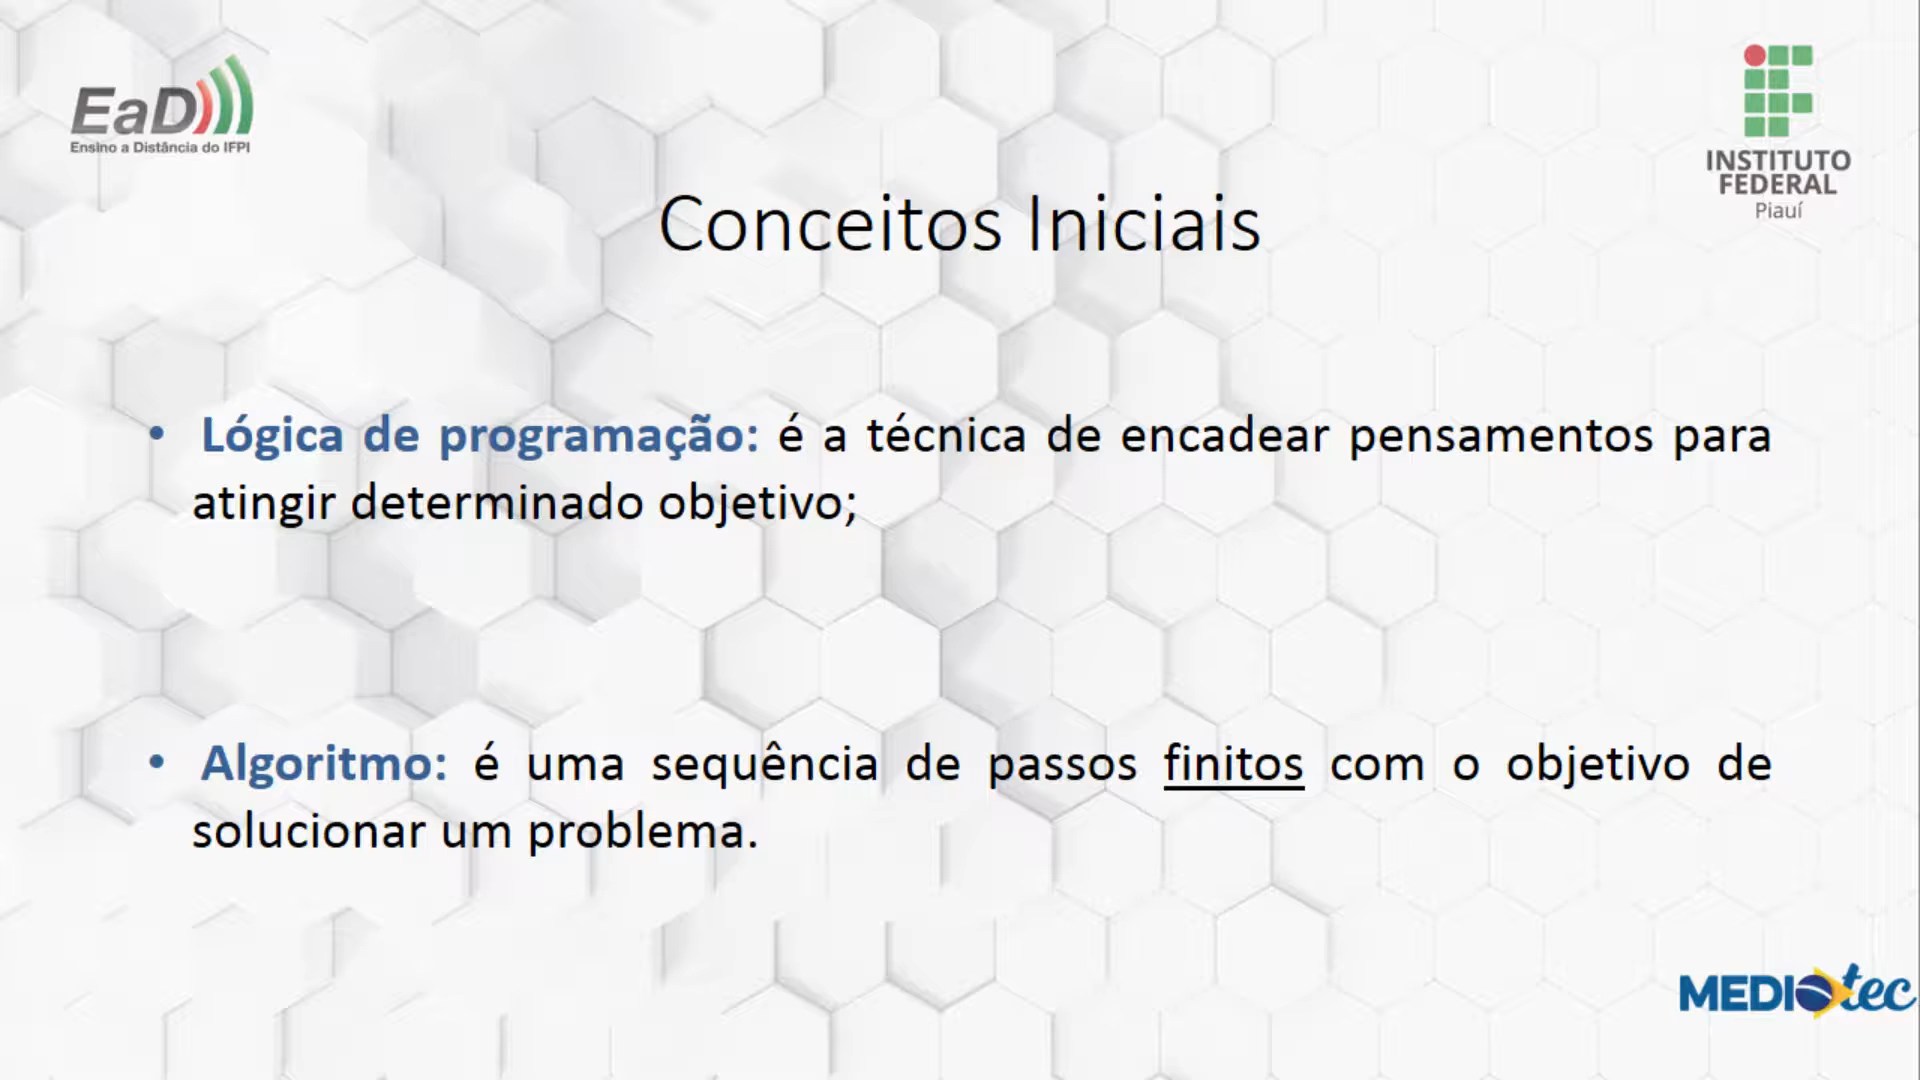 EaD
Ensino a Distância do IFPI
INSTITUTO
FEDERAL
Piauí
Conceitos Iniciais
• Lógica de programação: é a técnica de encadear pensamentos para
atingir determinado objetivo;
• Algoritmo: é uma sequência de passos finitos com o objetivo de
solucionar um problema.
MEDIOtec